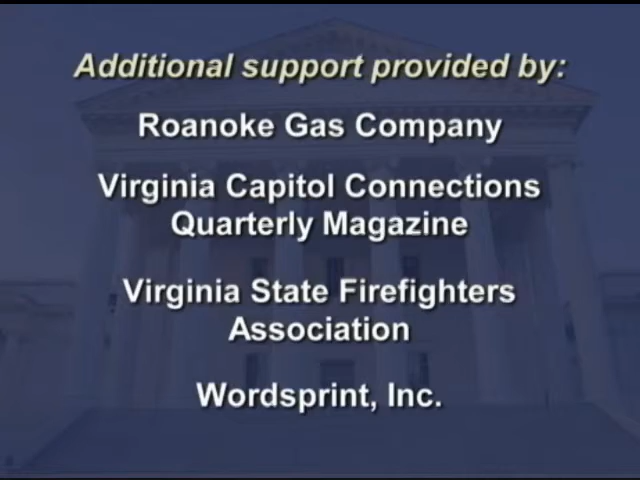 Additional support provided by:
Roanoke Gas Company
Virginia Capitol Connections
Quarterly Magazine
Virginia State Firefighters
Association
Wordsprint, Inc.